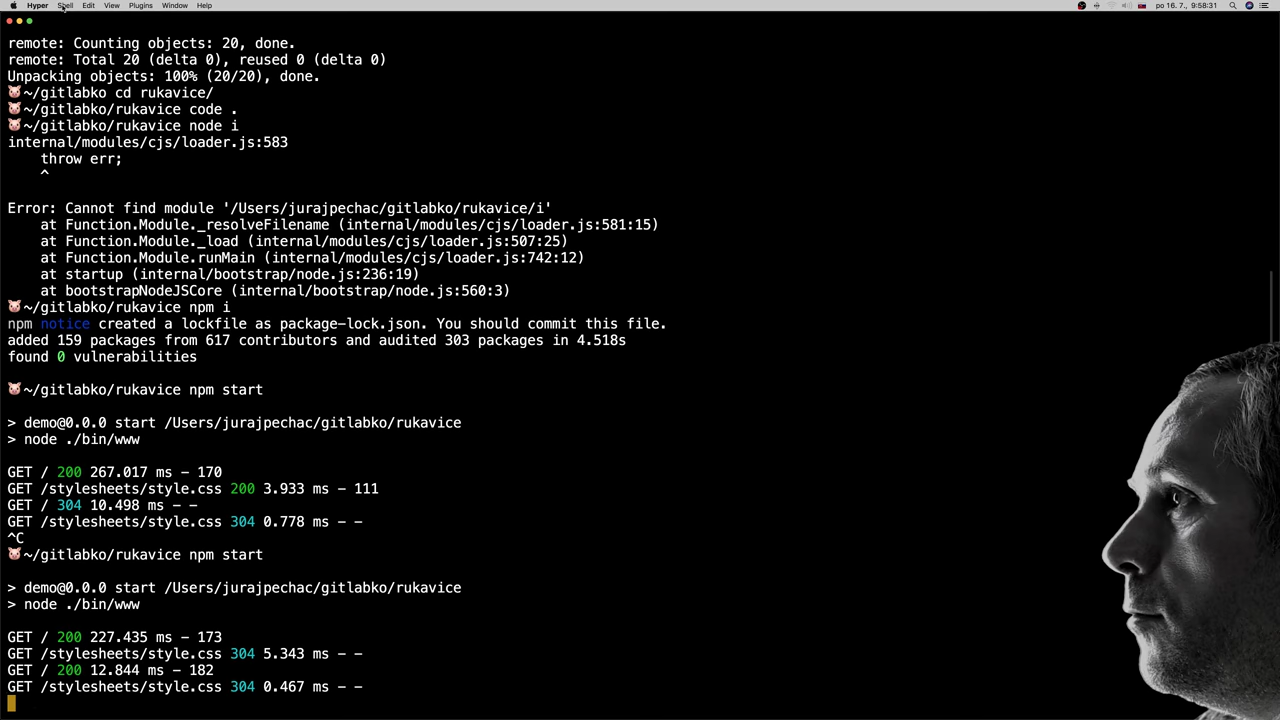 Hyper Shell Edit View Plugins Window Help po 16. 7., 9:58:31
remote: Counting objects: 20, done.
remote: Total 20 (delta 0), reused 0 (delta 0)
Unpacking objects: 100% (20/20), done.
~/gitlabko cd rukavice/
~/gitlabko/rukavice code .
~/gitlabko/rukavice node i
internal/modules/cjs/loader.js:583
    throw err;
    ^
Error: Cannot find module '/Users/jurajpechac/gitlabko/rukavice/i'
    at Function.Module._resolveFilename (internal/modules/cjs/loader.js:581:15)
    at Function.Module._load (internal/modules/cjs/loader.js:507:25)
    at Function.Module.runMain (internal/modules/cjs/loader.js:742:12)
    at startup (internal/bootstrap/node.js:236:19)
    at bootstrapNodeJSCore (internal/bootstrap/node.js:560:3)
~/gitlabko/rukavice npm i
npm notice created a lockfile as package-lock.json. You should commit this file.
added 159 packages from 617 contributors and audited 303 packages in 4.518s
found 0 vulnerabilities
~/gitlabko/rukavice npm start
> demo@0.0.0 start /Users/jurajpechac/gitlabko/rukavice
> node ./bin/www
GET / 200 267.017 ms - 170
GET /stylesheets/style.css 200 3.933 ms - 111
GET / 304 10.498 ms - -
GET /stylesheets/style.css 304 0.778 ms - -
^C
~/gitlabko/rukavice npm start
> demo@0.0.0 start /Users/jurajpechac/gitlabko/rukavice
> node ./bin/www
GET / 200 227.435 ms - 173
GET /stylesheets/style.css 304 5.343 ms - -
GET / 200 12.844 ms - 182
GET /stylesheets/style.css 304 0.467 ms - -